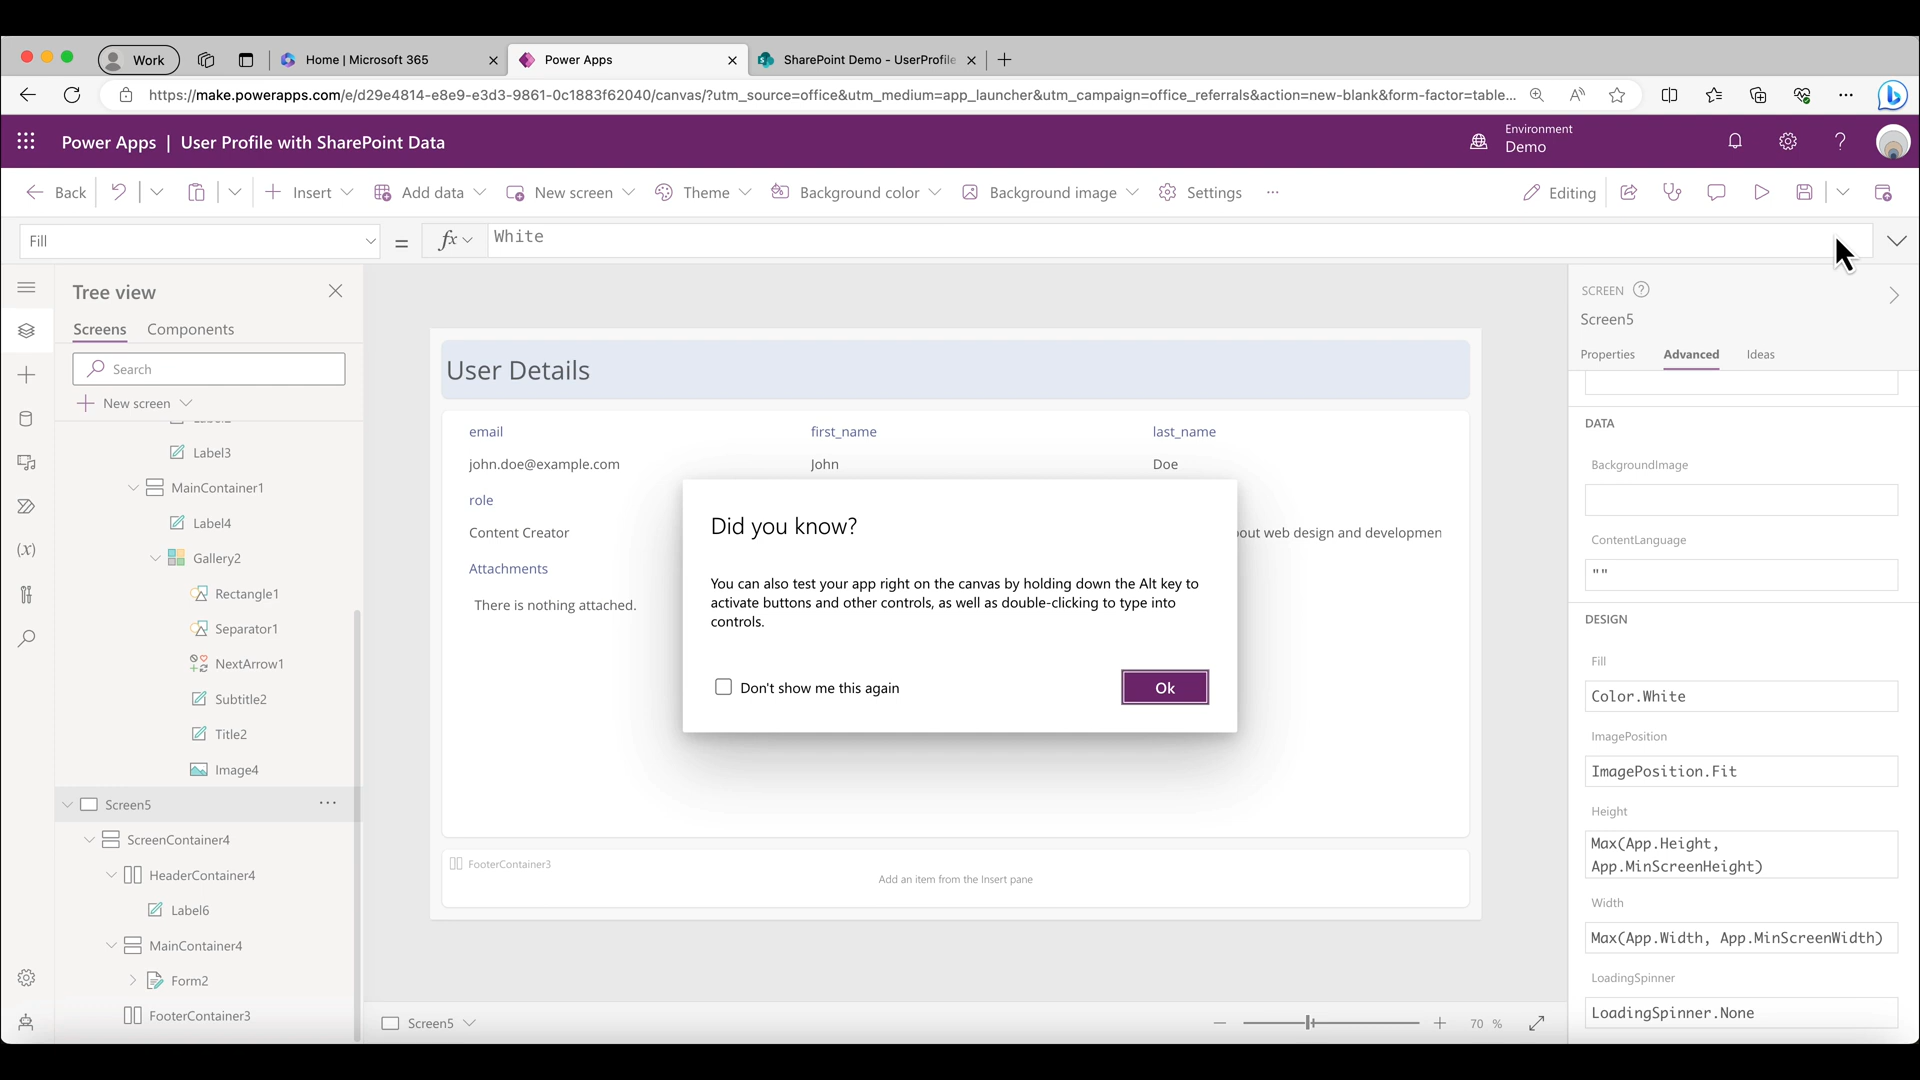 Work
Home | Microsoft 365
Power Apps
SharePoint Demo - UserProfile
https://make.powerapps.com/e/d29e4814-e8e9-e3d3-9861-0c1883f62040/canvas/?utm_source=office&utm_medium=app_launcher&utm_campaign=office_referrals&action=new-blank&form-factor=table...
Power Apps | User Profile with SharePoint Data
Environment
Demo
Back
Insert
Add data
New screen
Theme
Background color
Background image
Settings
Editing
Fill
=
fx
White
Tree view
Screens
Components
Search
New screen
Label3
MainContainer1
Label4
Gallery2
Rectangle1
Separator1
NextArrow1
Subtitle2
Title2
Image4
Screen5
ScreenContainer4
HeaderContainer4
Label6
MainContainer4
Form2
FooterContainer3
User Details
email
first_name
last_name
john.doe@example.com
John
Doe
role
Content Creator
out web design and developmen
Attachments
There is nothing attached.
Did you know?
You can also test your app right on the canvas by holding down the Alt key to
activate buttons and other controls, as well as double-clicking to type into
controls.
Don't show me this again
Ok
FooterContainer3
Add an item from the Insert pane
Screen5
70 %
SCREEN
Screen5
Properties
Advanced
Ideas
DATA
BackgroundImage
ContentLanguage
""
DESIGN
Fill
Color.White
ImagePosition
ImagePosition.Fit
Height
Max(App.Height,
App.MinScreenHeight)
Width
Max(App.Width, App.MinScreenWidth)
LoadingSpinner
LoadingSpinner.None